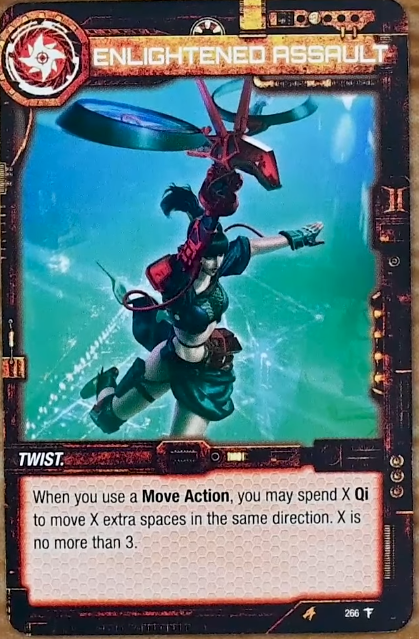 ENLIGHTENED ASSAULT
TWIST.
When you use a Move Action, you may spend X Qi
to move X extra spaces in the same direction. X is
no more than 3.
266